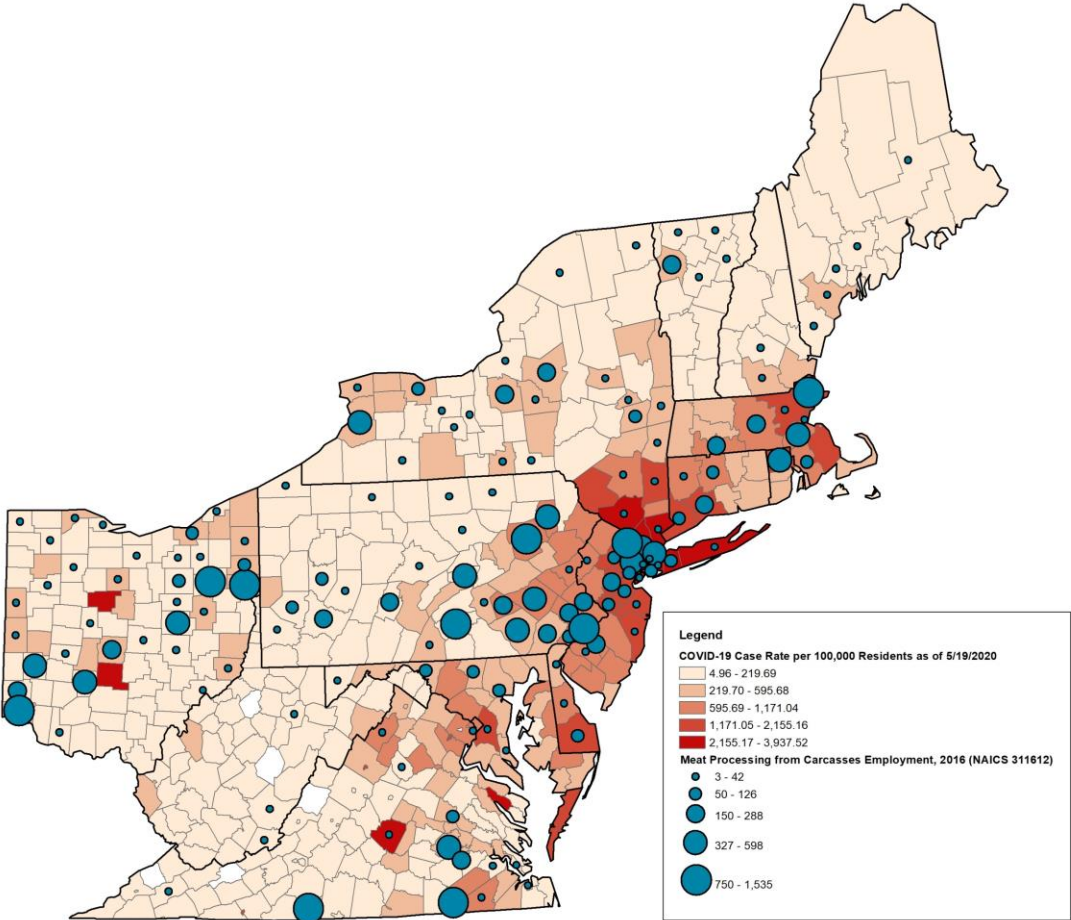 Legend
COVID-19 Case Rate per 100,000 Residents as of 5/19/2020
4.96 - 219.69
219.70 - 595.68
595.69 - 1,171.04
1,171.05 - 2,155.16
2,155.17 - 3,937.52
Meat Processing from Carcasses Employment, 2016 (NAICS 311612)
3 - 42
50 - 126
150 - 288
327 - 598
750 - 1,535